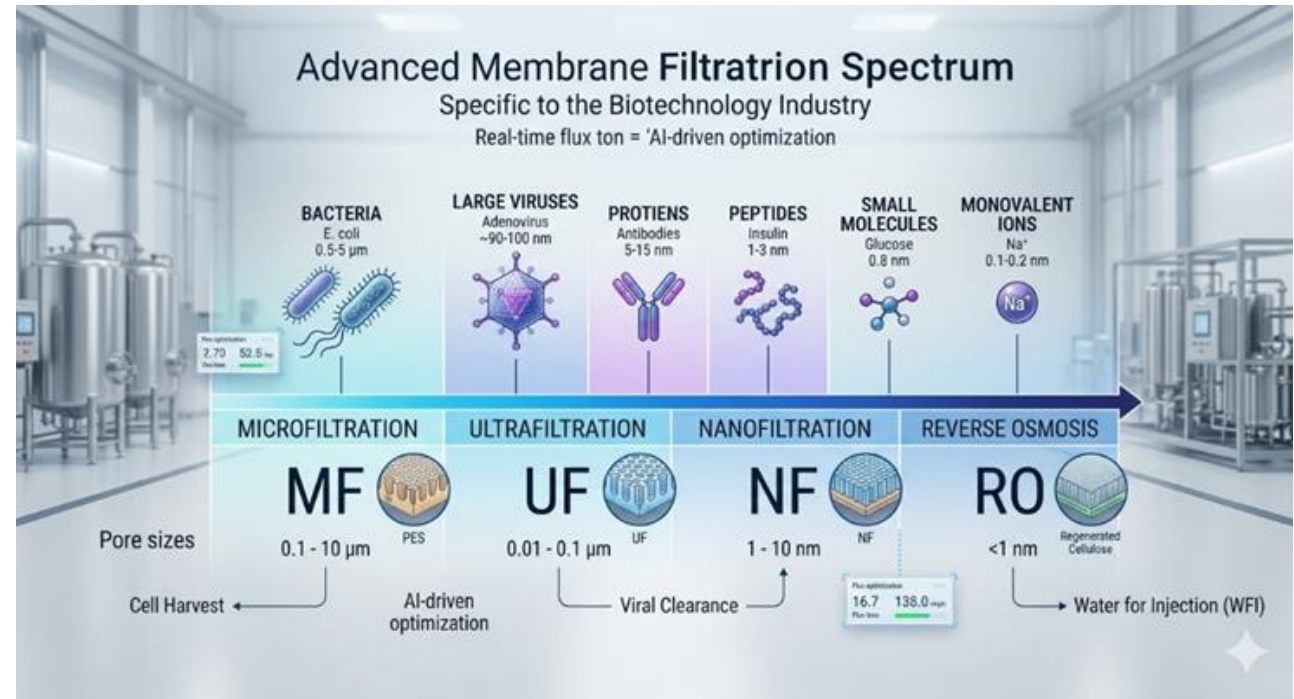 Advanced Membrane Filtratrion Spectrum
Specific to the Biotechnology Industry
Real-time flux ton = 'AI-driven optimization
BACTERIA
E. coli
0.5-5 µm
LARGE VIRUSES
Adenovirus
~90-100 nm
PROTIENS
Antibodies
5-15 nm
PEPTIDES
Insulin
1-3 nm
SMALL
MOLECULES
Glucose
0.8 nm
MONOVALENT
IONS
Na⁺
0.1-0.2 nm
Na⁺
52.5
MICROFILTRATION
ULTRAFILTRATION
NANOFILTRATION
REVERSE OSMOSIS
MF
PES
UF
UF
NF
NF
RO
Regenerated
Cellulose
Pore sizes
0.1 - 10 µm
0.01 - 0.1 µm
1 - 10 nm
<1 nm
Cell Harvest
AI-driven
optimization
Viral Clearance
16.7 138.0
Water for Injection (WFI)